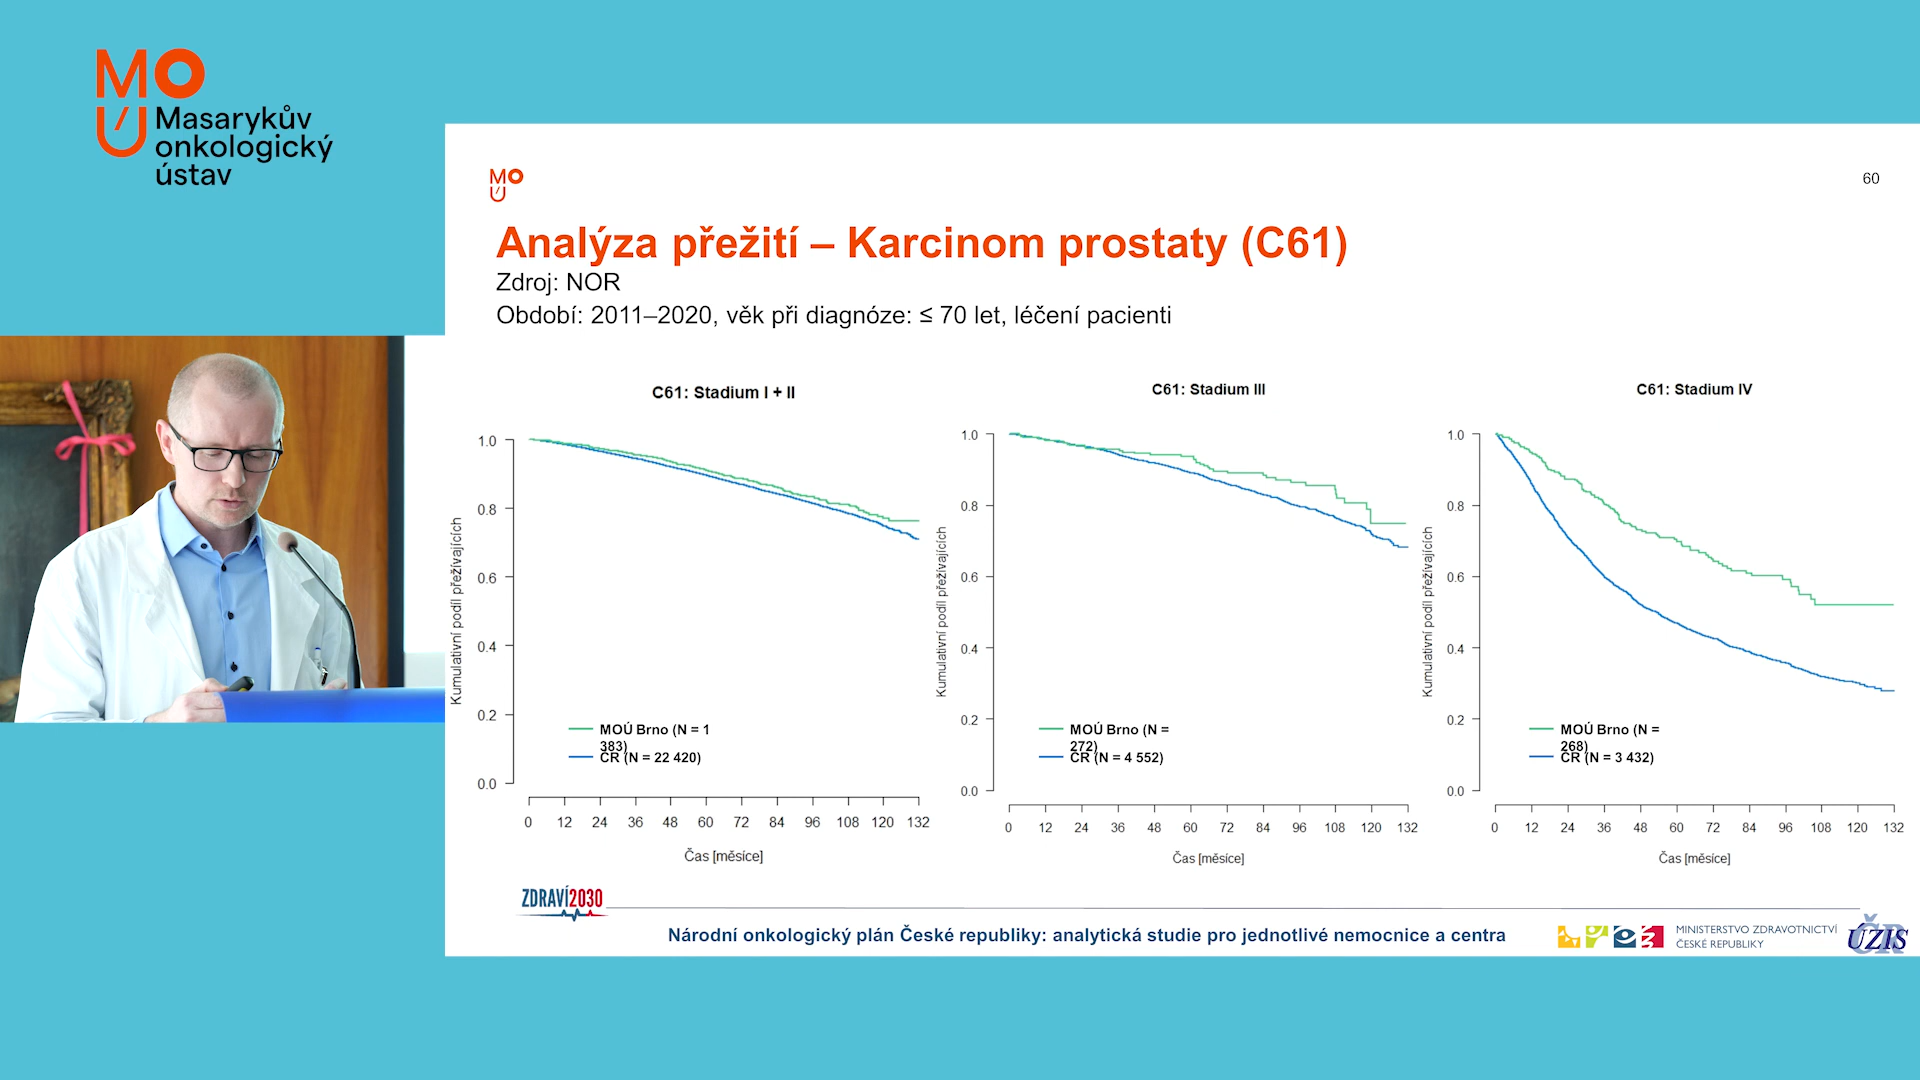 MOÚ
Masarykův
onkologický
ústav
MOÚ
60
Analýza přežití – Karcinom prostaty (C61)
Zdroj: NOR
Období: 2011–2020, věk při diagnóze: ≤ 70 let, léčení pacienti
C61: Stadium I + II
Kumulativní podíl přežívajících
1.0
0.8
0.6
0.4
0.2
0.0
MOÚ Brno (N = 1
383)
ČR (N = 22 420)
0 12 24 36 48 60 72 84 96 108 120 132
Čas [měsíce]
C61: Stadium III
Kumulativní podíl přežívajících
1.0
0.8
0.6
0.4
0.2
0.0
MOÚ Brno (N =
272)
ČR (N = 4 552)
0 12 24 36 48 60 72 84 96 108 120 132
Čas [měsíce]
C61: Stadium IV
Kumulativní podíl přežívajících
1.0
0.8
0.6
0.4
0.2
0.0
MOÚ Brno (N =
268)
ČR (N = 3 432)
0 12 24 36 48 60 72 84 96 108 120 132
Čas [měsíce]
ZDRAVÍ2030
Národní onkologický plán České republiky: analytická studie pro jednotlivé nemocnice a centra
MINISTERSTVO ZDRAVOTNICTVÍ
ČESKÉ REPUBLIKY
ÚZIS
ČR